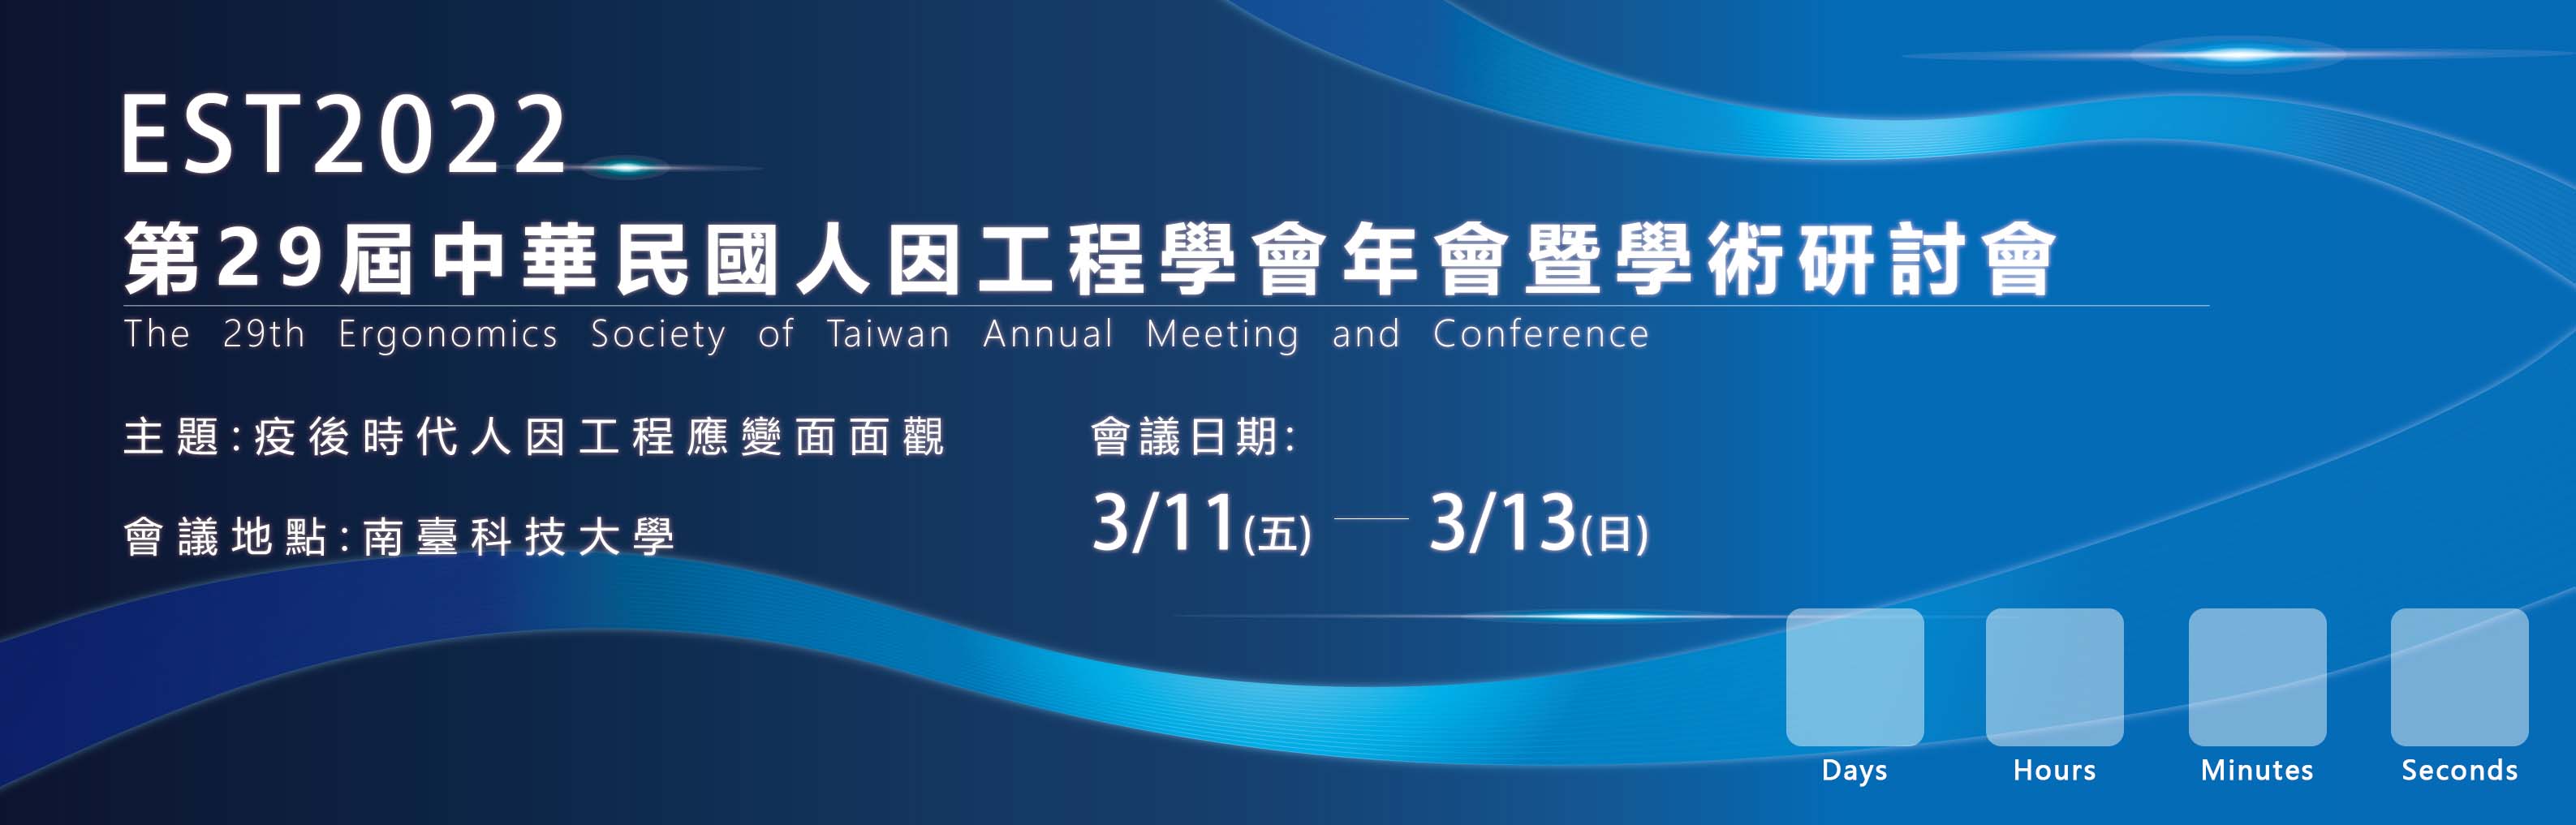 EST2022
第29屆中華民國人因工程學會年會暨學術研討會
The 29th Ergonomics Society of Taiwan Annual Meeting and Conference
主題:疫後時代人因工程應變面面觀
會議地點:南臺科技大學
會議日期:
3/11(五) — 3/13(日)
Days Hours Minutes Seconds